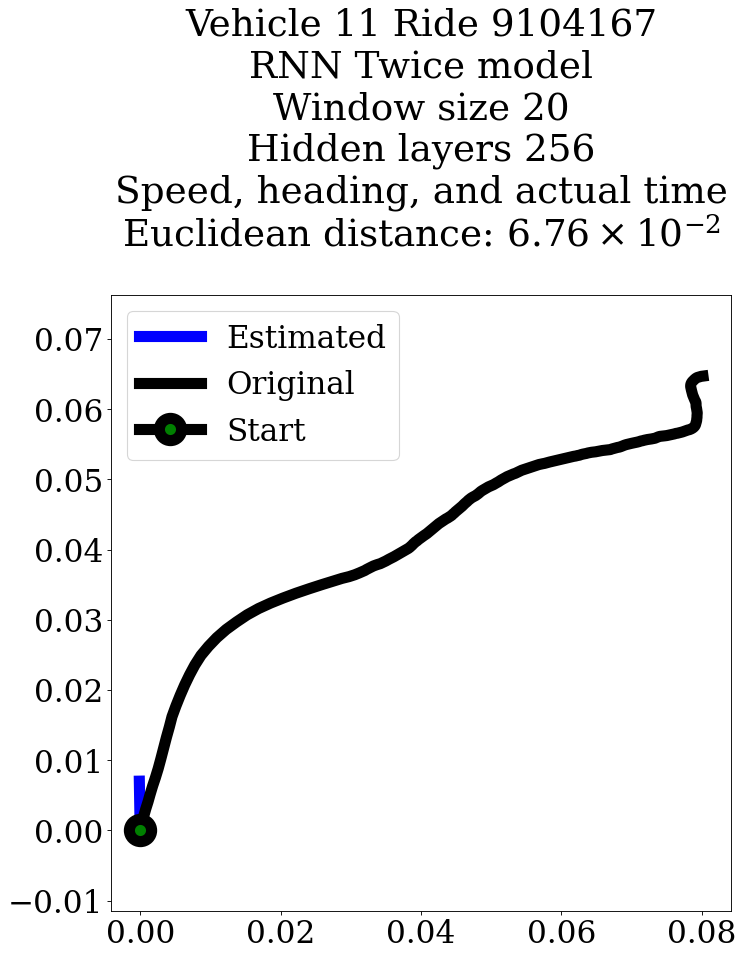 Vehicle 11 Ride 9104167
RNN Twice model
Window size 20
Hidden layers 256
Speed, heading, and actual time
Euclidean distance: 6.76 × 10⁻²
Estimated
Original
Start
0.07
0.06
0.05
0.04
0.03
0.02
0.01
0.00
−0.01
0.00 0.02 0.04 0.06 0.08